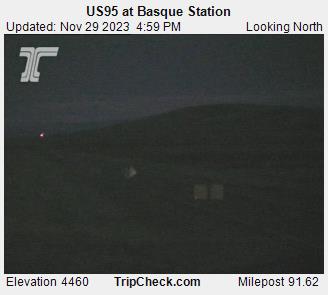 US95 at Basque Station
Updated: Nov 29 2023 4:59 PM Looking North
Elevation 4460 TripCheck.com Milepost 91.62